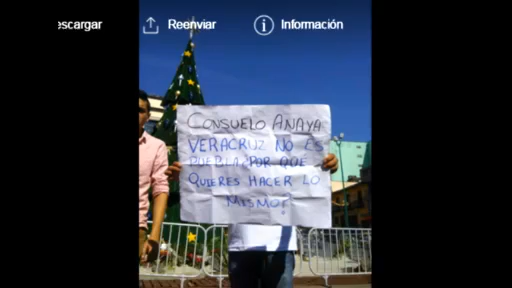 escargar
Reenviar
Información
CONSUELO ANAYA
VERACRUZ NO ES
PUEBLA ¿POR QUE
QUIERES HACER LO
MISMO?